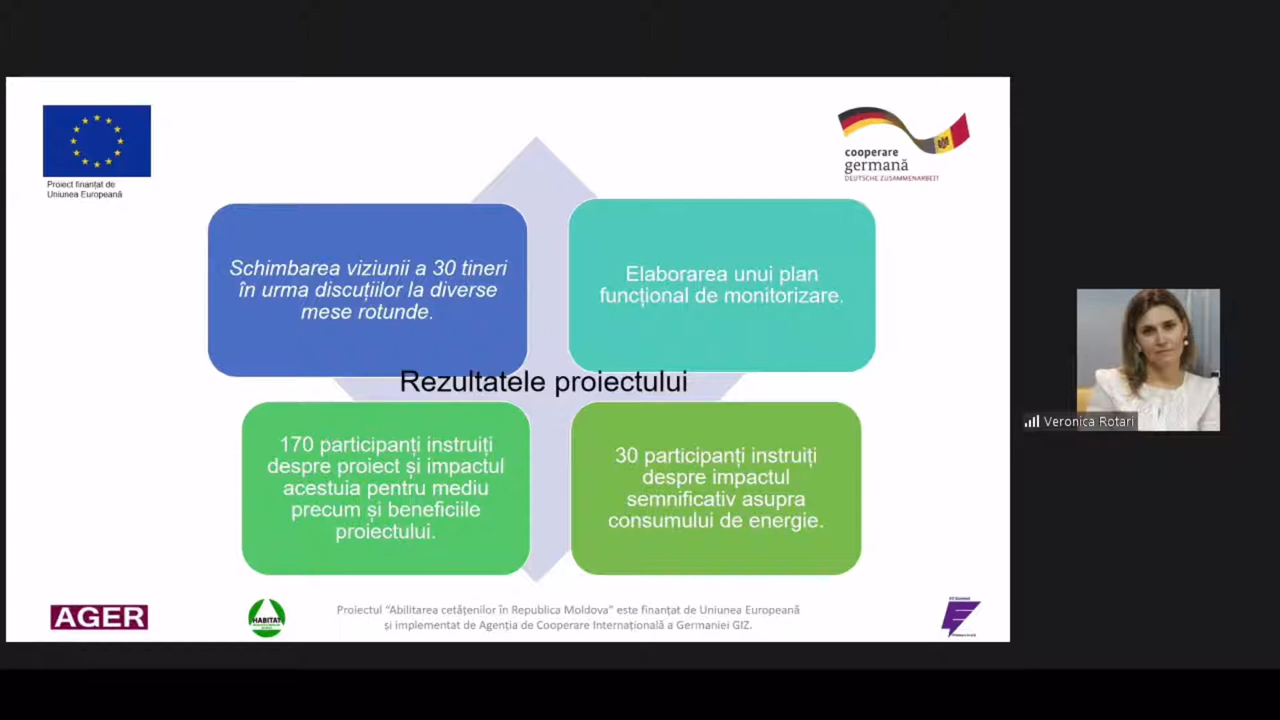 Proiect finanțat de
Uniunea Europeană
cooperare
germană
DEUTSCHE ZUSAMMENARBEIT
Schimbarea viziunii a 30 tineri
în urma discuțiilor la diverse
mese rotunde.
Elaborarea unui plan
funcțional de monitorizare.
Rezultatele proiectului
170 participanți instruiți
despre proiect și impactul
acestuia pentru mediu
precum și beneficiile
proiectului.
30 participanți instruiți
despre impactul
semnificativ asupra
consumului de energie.
Veronica Rotari
AGER
HABITAT
Proiectul “Abilitarea cetățenilor în Republica Moldova” este finanțat de Uniunea Europeană
și implementat de Agenția de Cooperare Internațională a Germaniei GIZ.